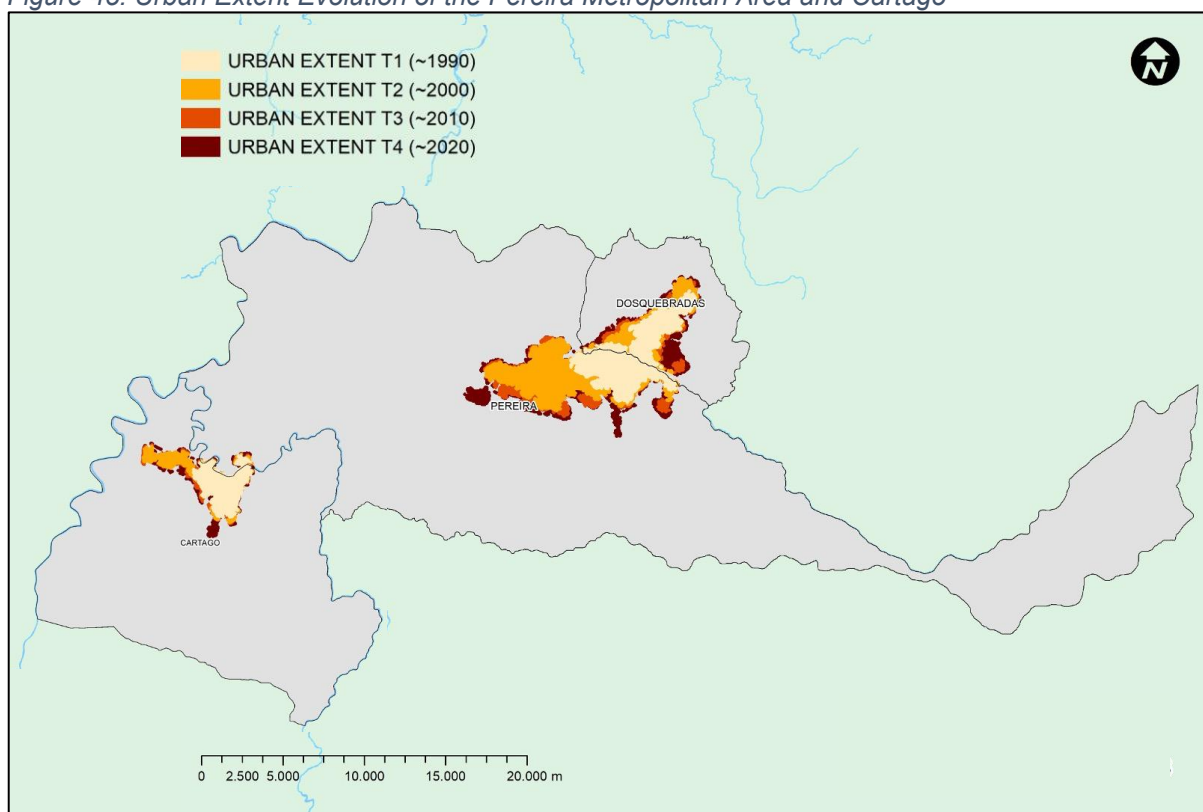 Figure 43. Urban Extent Evolution of the Pereira Metropolitan Area and Cartago
URBAN EXTENT T1 (~1990)
URBAN EXTENT T2 (~2000)
URBAN EXTENT T3 (~2010)
URBAN EXTENT T4 (~2020)
N
DOSQUEBRADAS
PEREIRA
CARTAGO
0 2.500 5.000 10.000 15.000 20.000 m